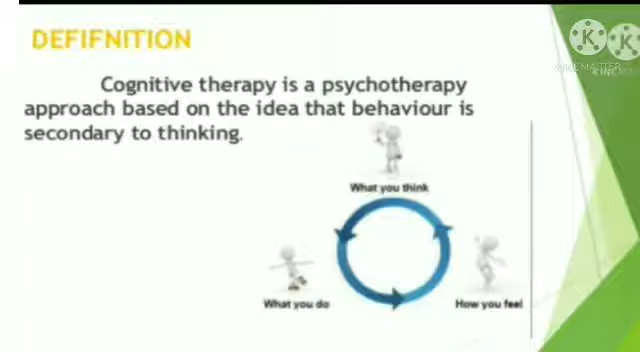 DEFIFNITION
Cognitive therapy is a psychotherapy
approach based on the idea that behaviour is
secondary to thinking.
What you think
What you do
How you feel
K
K
KINEMASTER